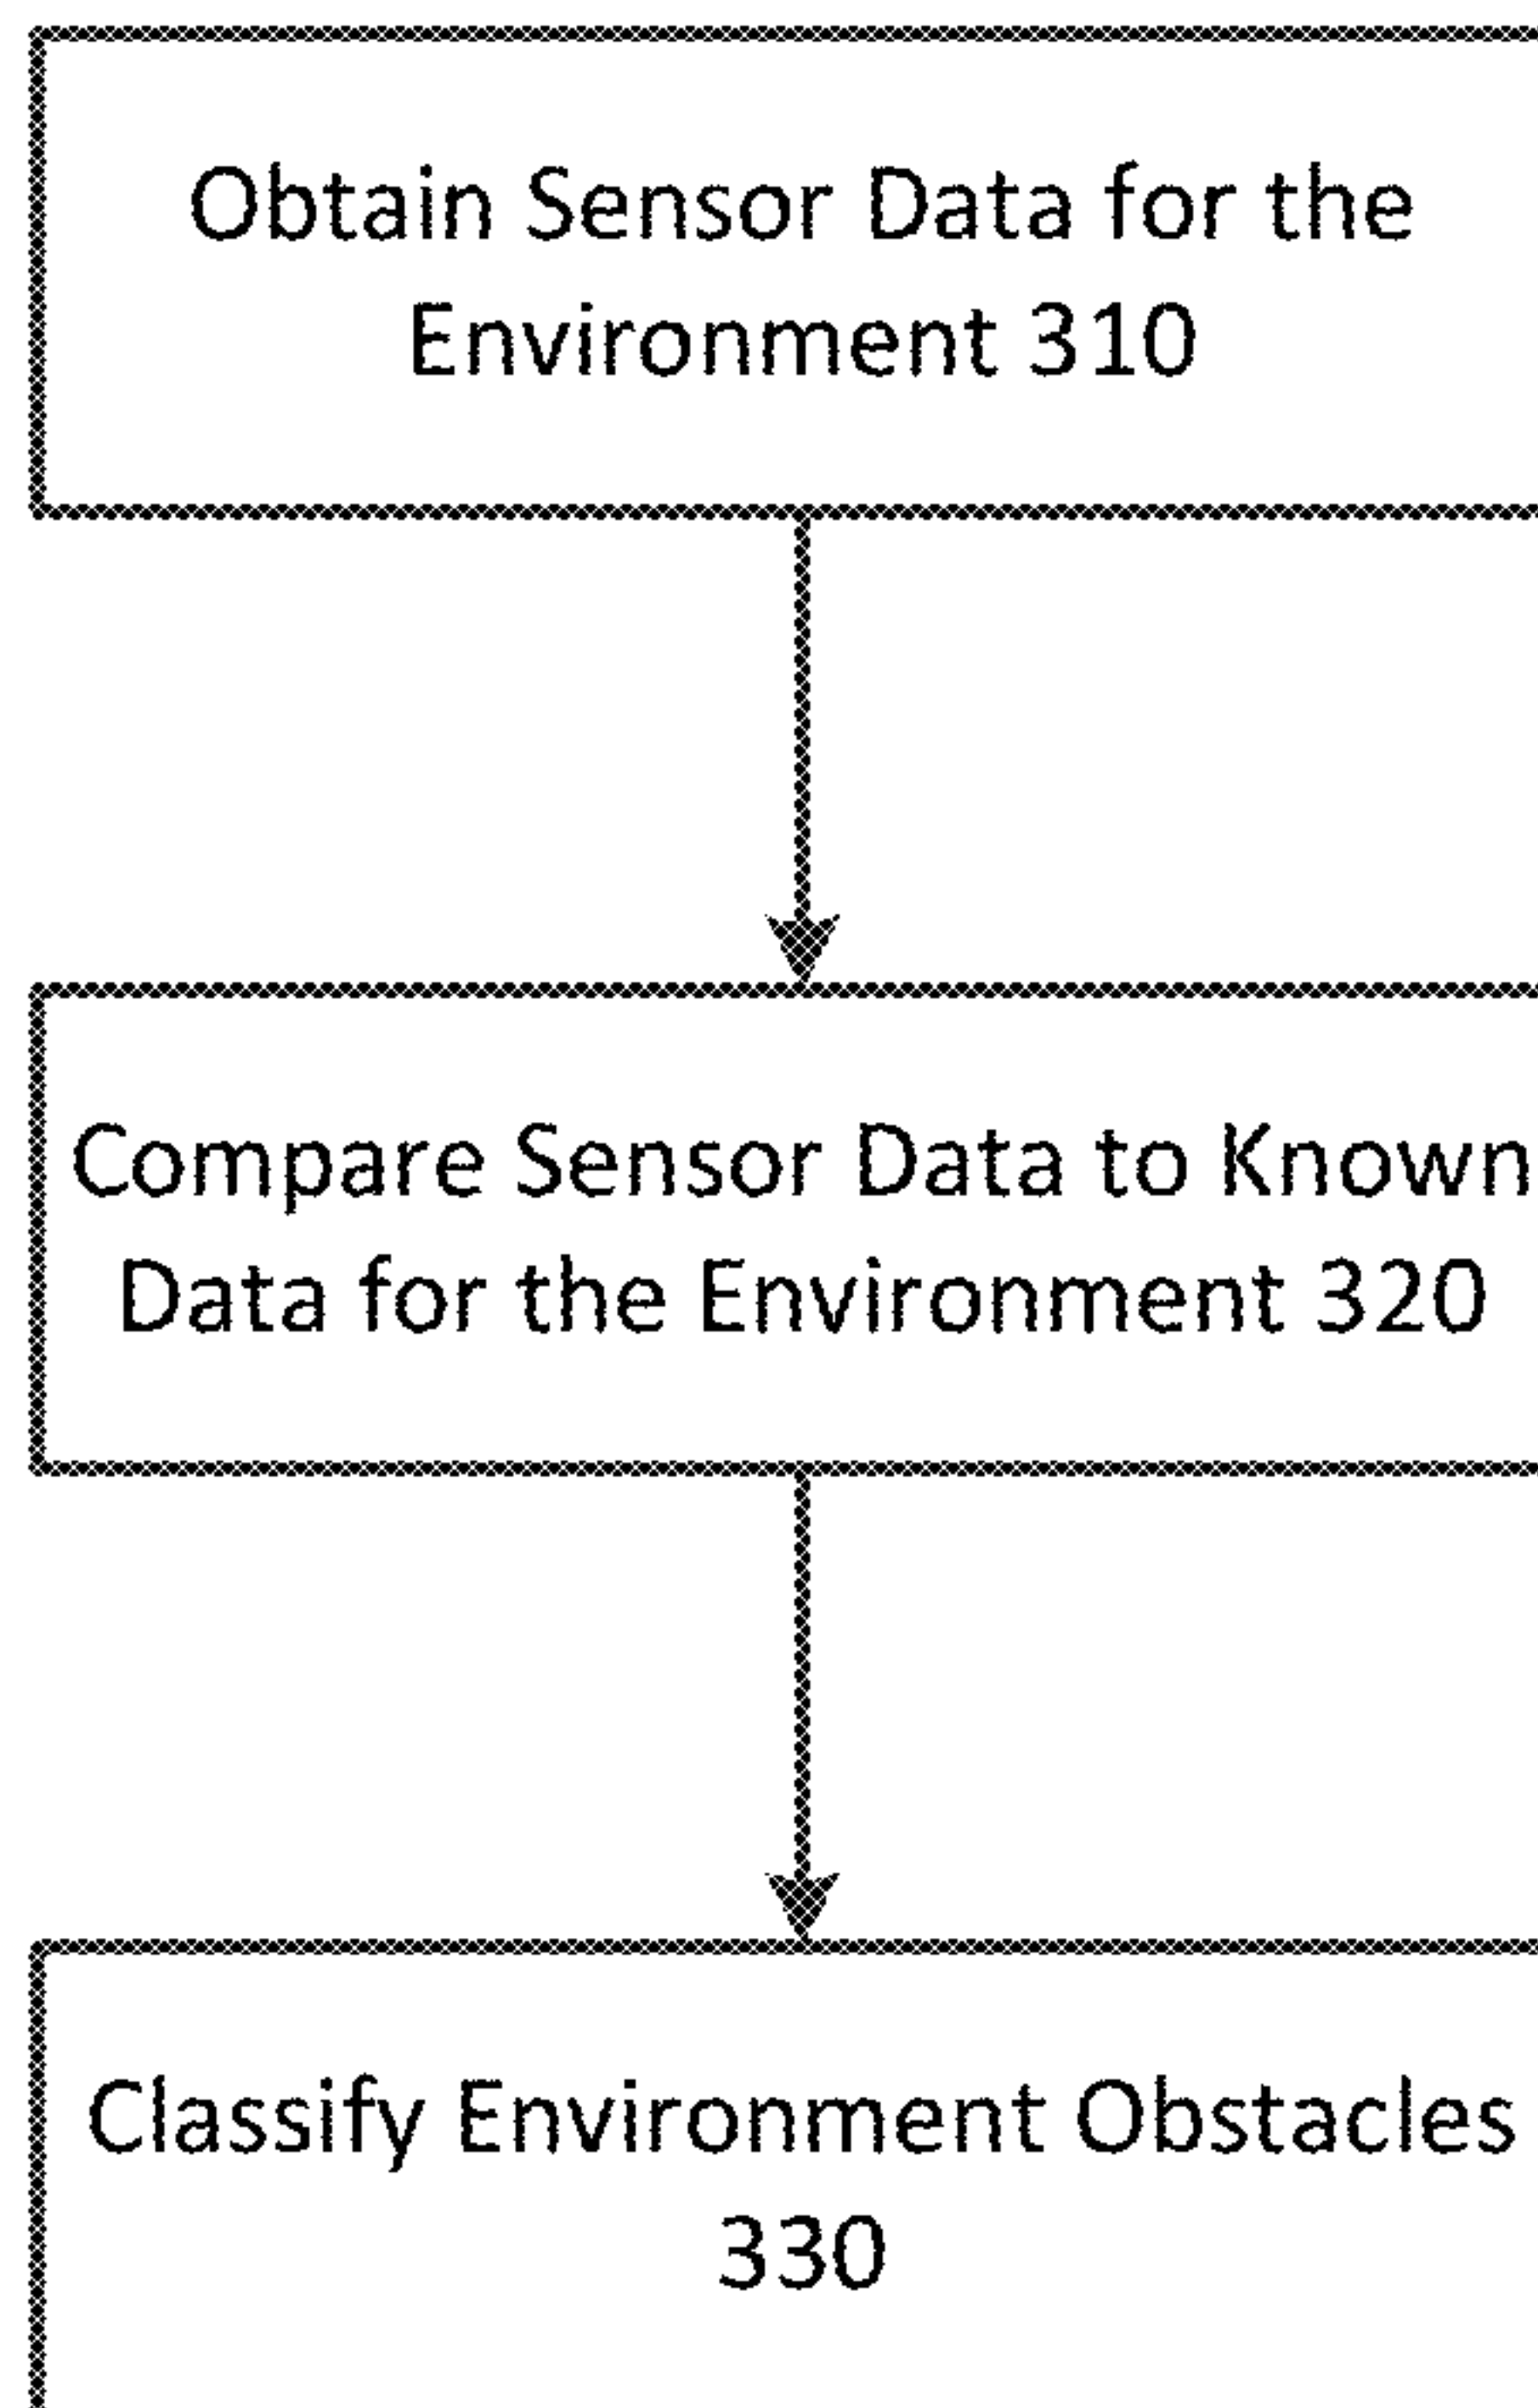 Obtain Sensor Data for the
Environment 310
Compare Sensor Data to Known
Data for the Environment 320
Classify Environment Obstacles
330